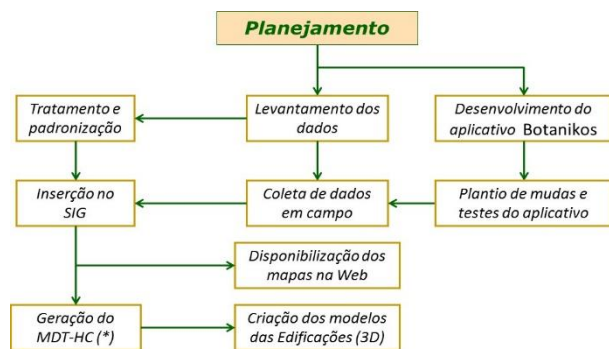 Planejamento
Tratamento e
padronização
Levantamento dos
dados
Desenvolvimento do
aplicativo Botanikos
Inserção no
SIG
Coleta de dados
em campo
Plantio de mudas e
testes do aplicativo
Disponibilização dos
mapas na Web
Geração do
MDT-HC (*)
Criação dos modelos
das Edificações (3D)